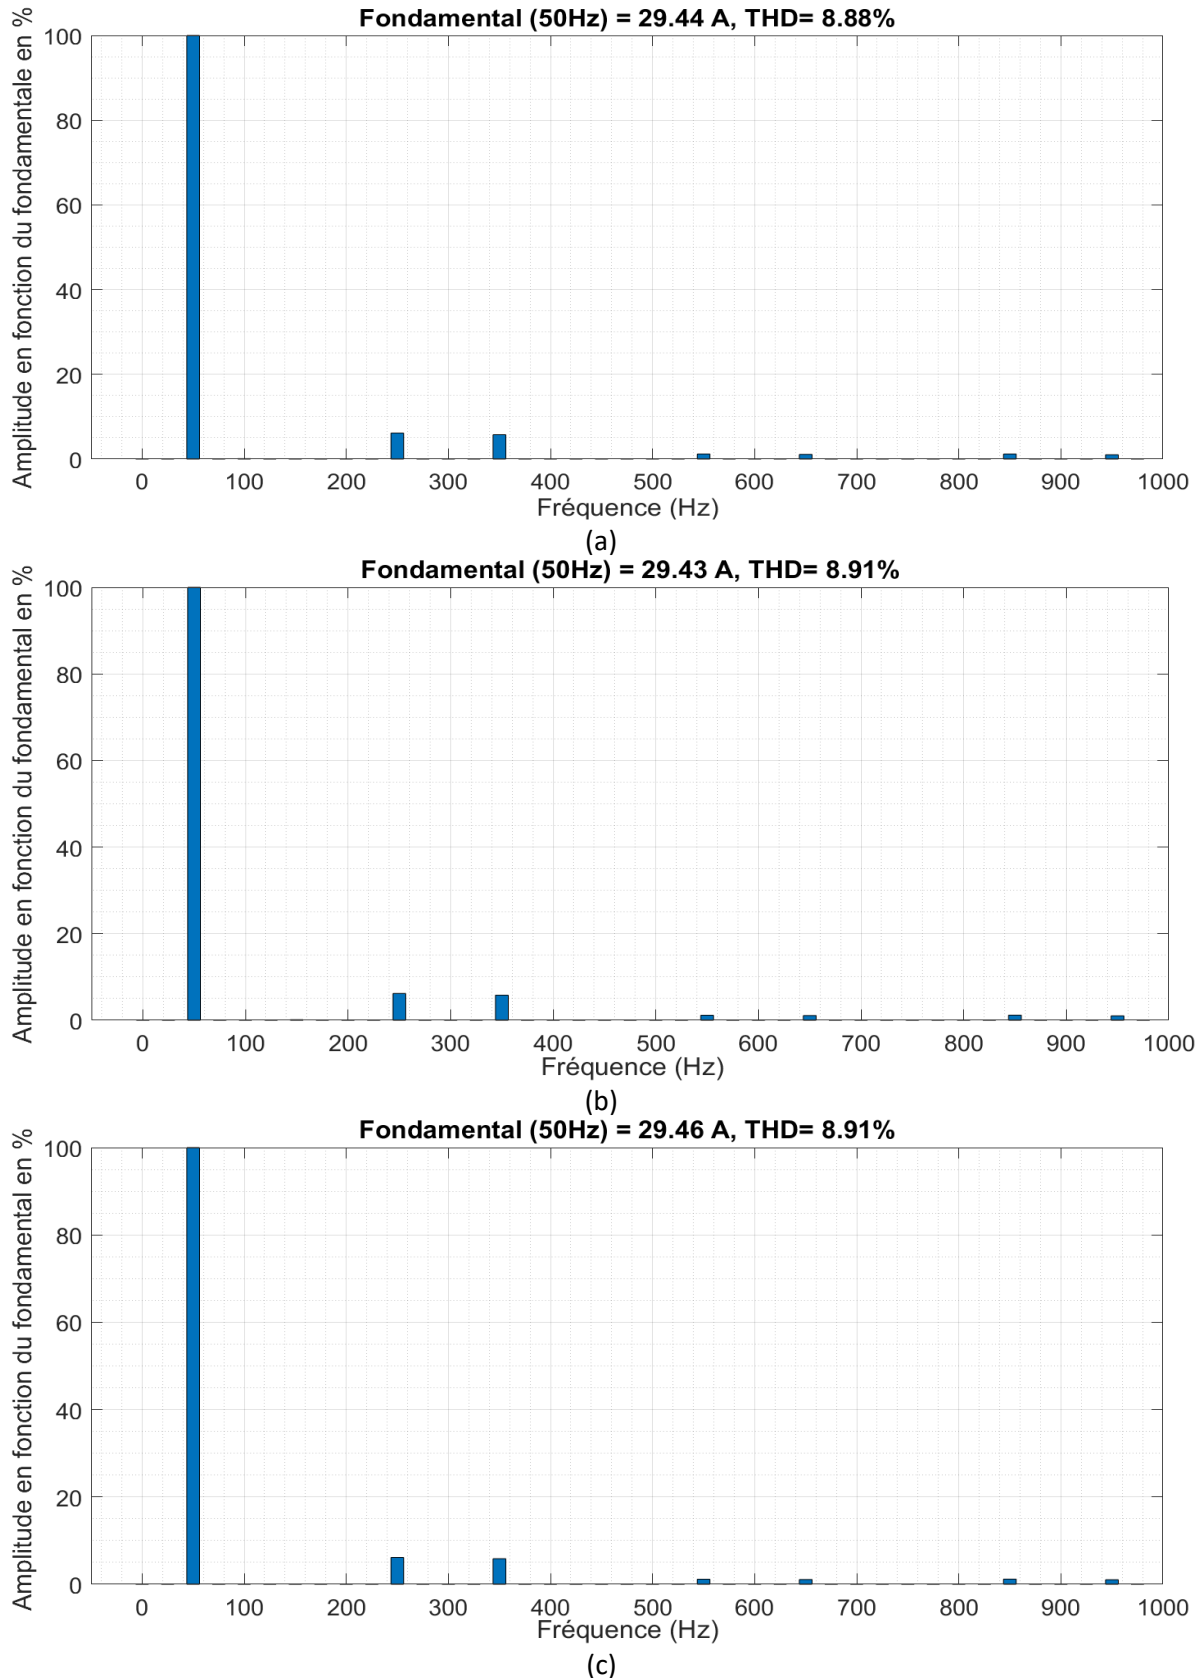 Fondamental (50Hz) = 29.44 A, THD= 8.88%
Amplitude en fonction du fondamentale en %
100
80
60
40
20
0
0 100 200 300 400 500 600 700 800 900 1000
Fréquence (Hz)
(a)
Fondamental (50Hz) = 29.43 A, THD= 8.91%
Amplitude en fonction du fondamental en %
100
80
60
40
20
0
0 100 200 300 400 500 600 700 800 900 1000
Fréquence (Hz)
(b)
Fondamental (50Hz) = 29.46 A, THD= 8.91%
Amplitude en fonction du fondamental en %
100
80
60
40
20
0
0 100 200 300 400 500 600 700 800 900 1000
Fréquence (Hz)
(c)